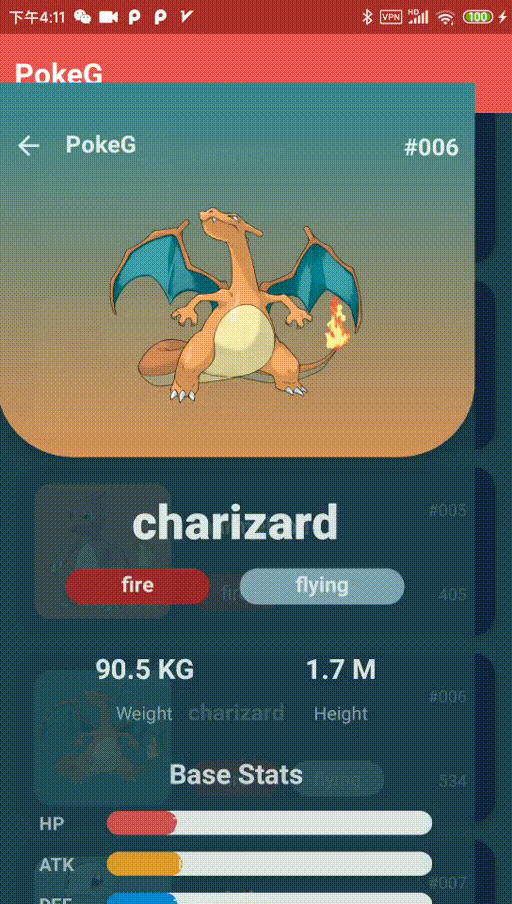 下午4:11 VPN HD 100
PokeG
PokeG #006
#005
charizard
fire flying
405
90.5 KG 1.7 M
#006
Weight charizard Height
Base Stats
flying 534
HP
ATK
#007
DEF